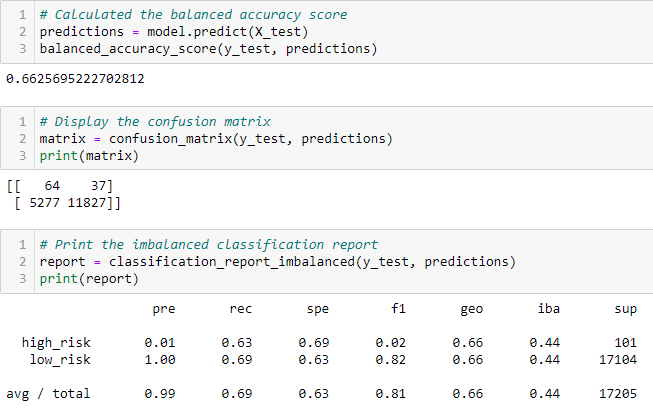 1 # Calculated the balanced accuracy score
2 predictions = model.predict(X_test)
3 balanced_accuracy_score(y_test, predictions)
0.6625695222702812
1 # Display the confusion matrix
2 matrix = confusion_matrix(y_test, predictions)
3 print(matrix)
[[   64    37]
 [ 5277 11827]]
1 # Print the imbalanced classification report
2 report = classification_report_imbalanced(y_test, predictions)
3 print(report)
pre rec spe f1 geo iba sup
high_risk 0.01 0.63 0.69 0.02 0.66 0.44 101
low_risk 1.00 0.69 0.63 0.82 0.66 0.44 17104
avg / total 0.99 0.69 0.63 0.81 0.66 0.44 17205